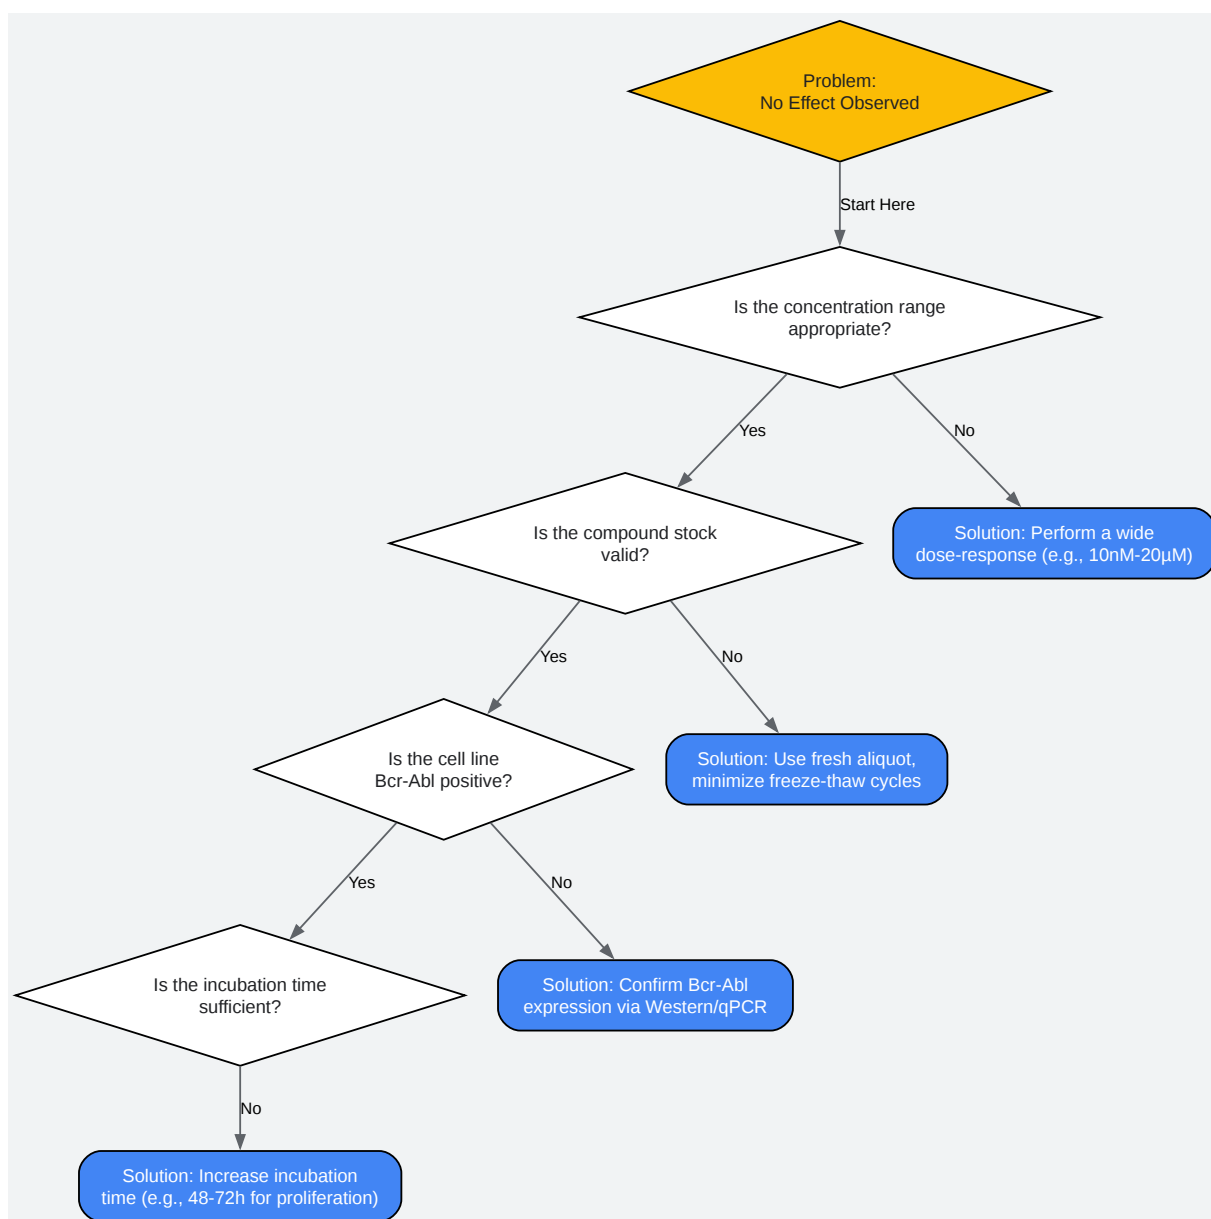 Problem:
No Effect Observed
Start Here
Is the concentration range
appropriate?
Yes
No
Is the compound stock
valid?
Solution: Perform a wide
dose-response (e.g., 10nM-20µM)
Yes
No
Is the cell line
Bcr-Abl positive?
Solution: Use fresh aliquot,
minimize freeze-thaw cycles
Yes
No
Is the incubation time
sufficient?
Solution: Confirm Bcr-Abl
expression via Western/qPCR
No
Solution: Increase incubation
time (e.g., 48-72h for proliferation)